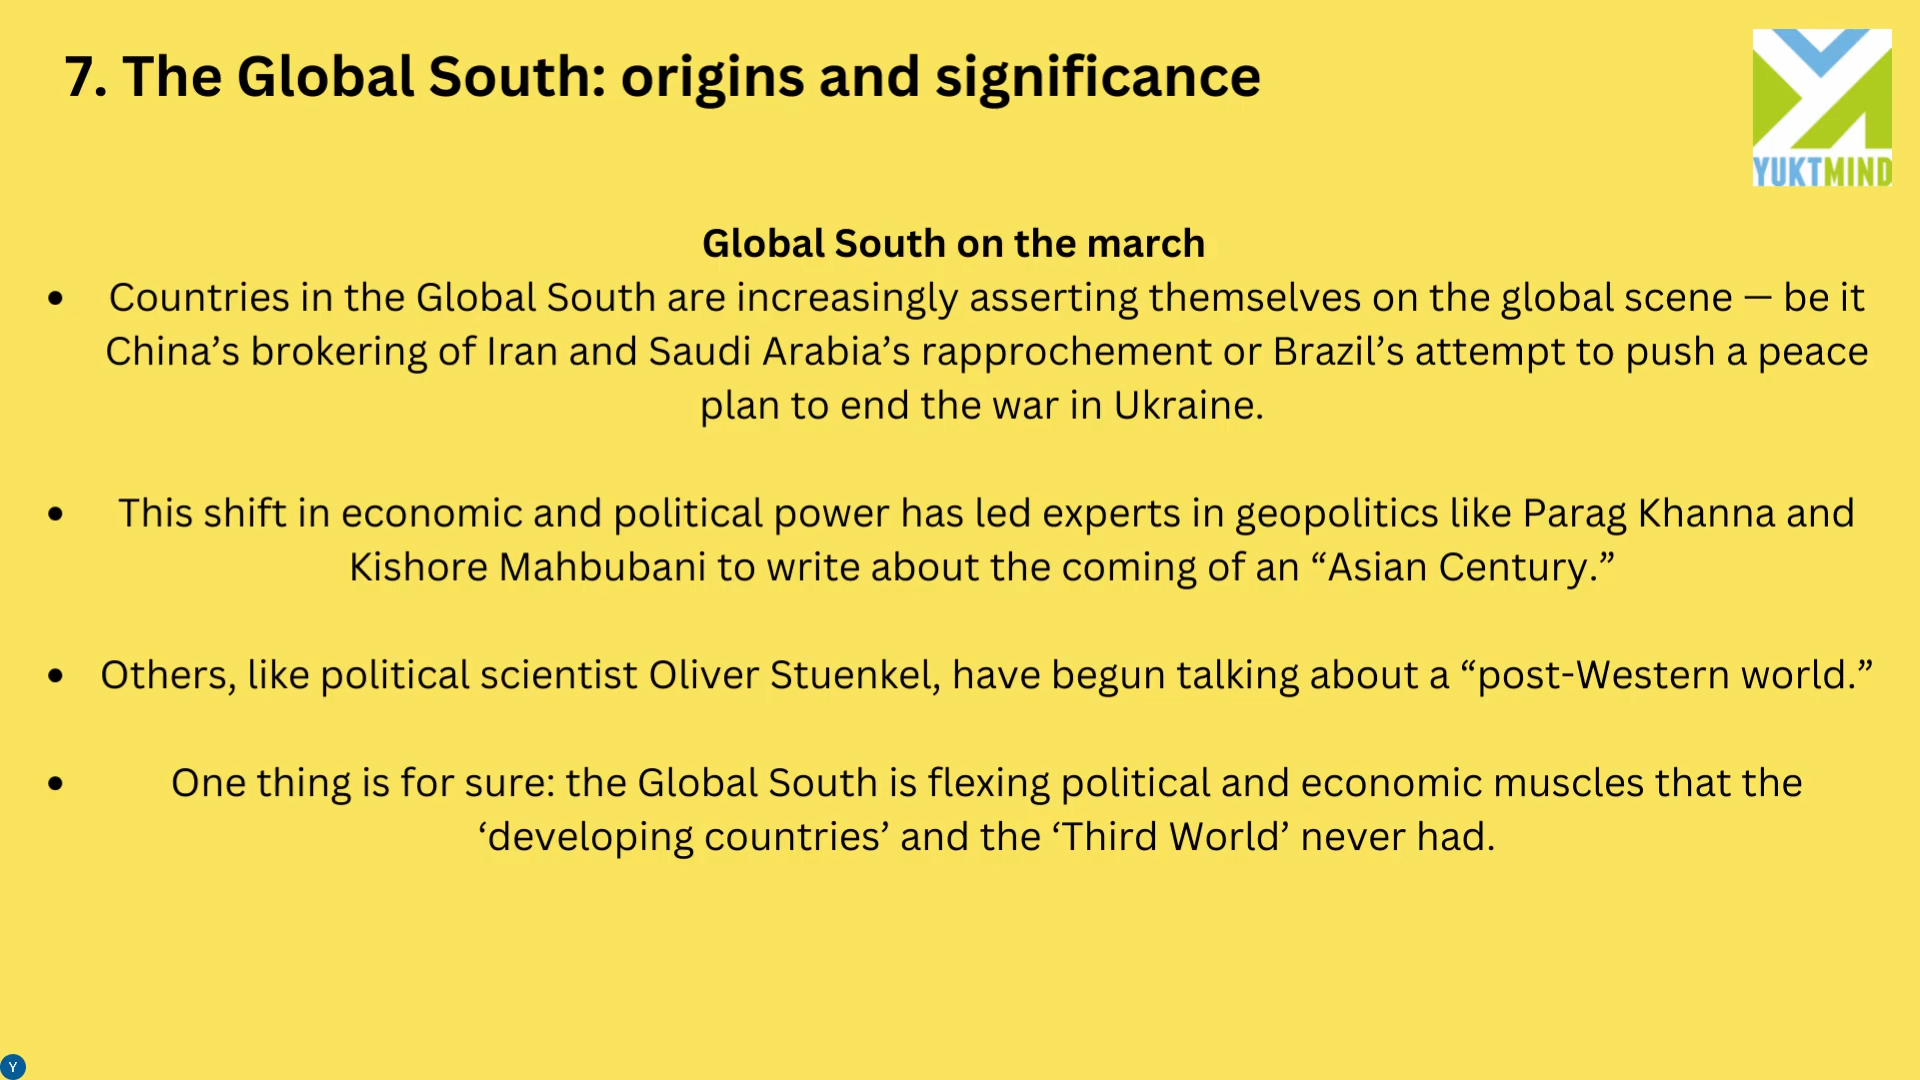 7. The Global South: origins and significance
YUKTMIND
Global South on the march
• Countries in the Global South are increasingly asserting themselves on the global scene — be it
China’s brokering of Iran and Saudi Arabia’s rapprochement or Brazil’s attempt to push a peace
plan to end the war in Ukraine.
• This shift in economic and political power has led experts in geopolitics like Parag Khanna and
Kishore Mahbubani to write about the coming of an “Asian Century.”
• Others, like political scientist Oliver Stuenkel, have begun talking about a “post-Western world.”
• One thing is for sure: the Global South is flexing political and economic muscles that the
‘developing countries’ and the ‘Third World’ never had.
Y